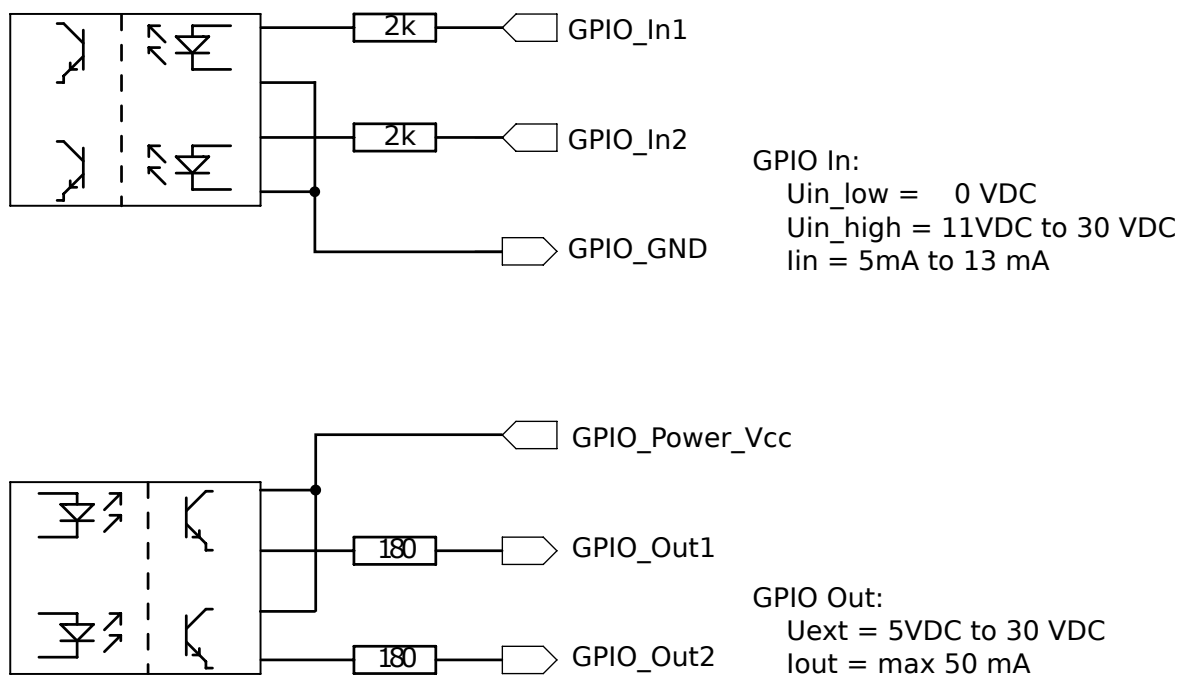 2k
GPIO_In1
2k
GPIO_In2
GPIO_GND
GPIO In:
Uin_low = 0 VDC
Uin_high = 11VDC to 30 VDC
Iin = 5mA to 13 mA
GPIO_Power_Vcc
180
GPIO_Out1
180
GPIO_Out2
GPIO Out:
Uext = 5VDC to 30 VDC
Iout = max 50 mA